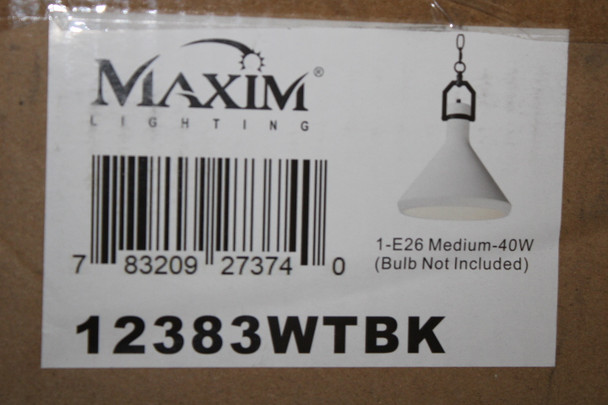 MAXIM®
LIGHTING
7 83209 27374 0
1-E26 Medium-40W
(Bulb Not Included)
12383WTBK